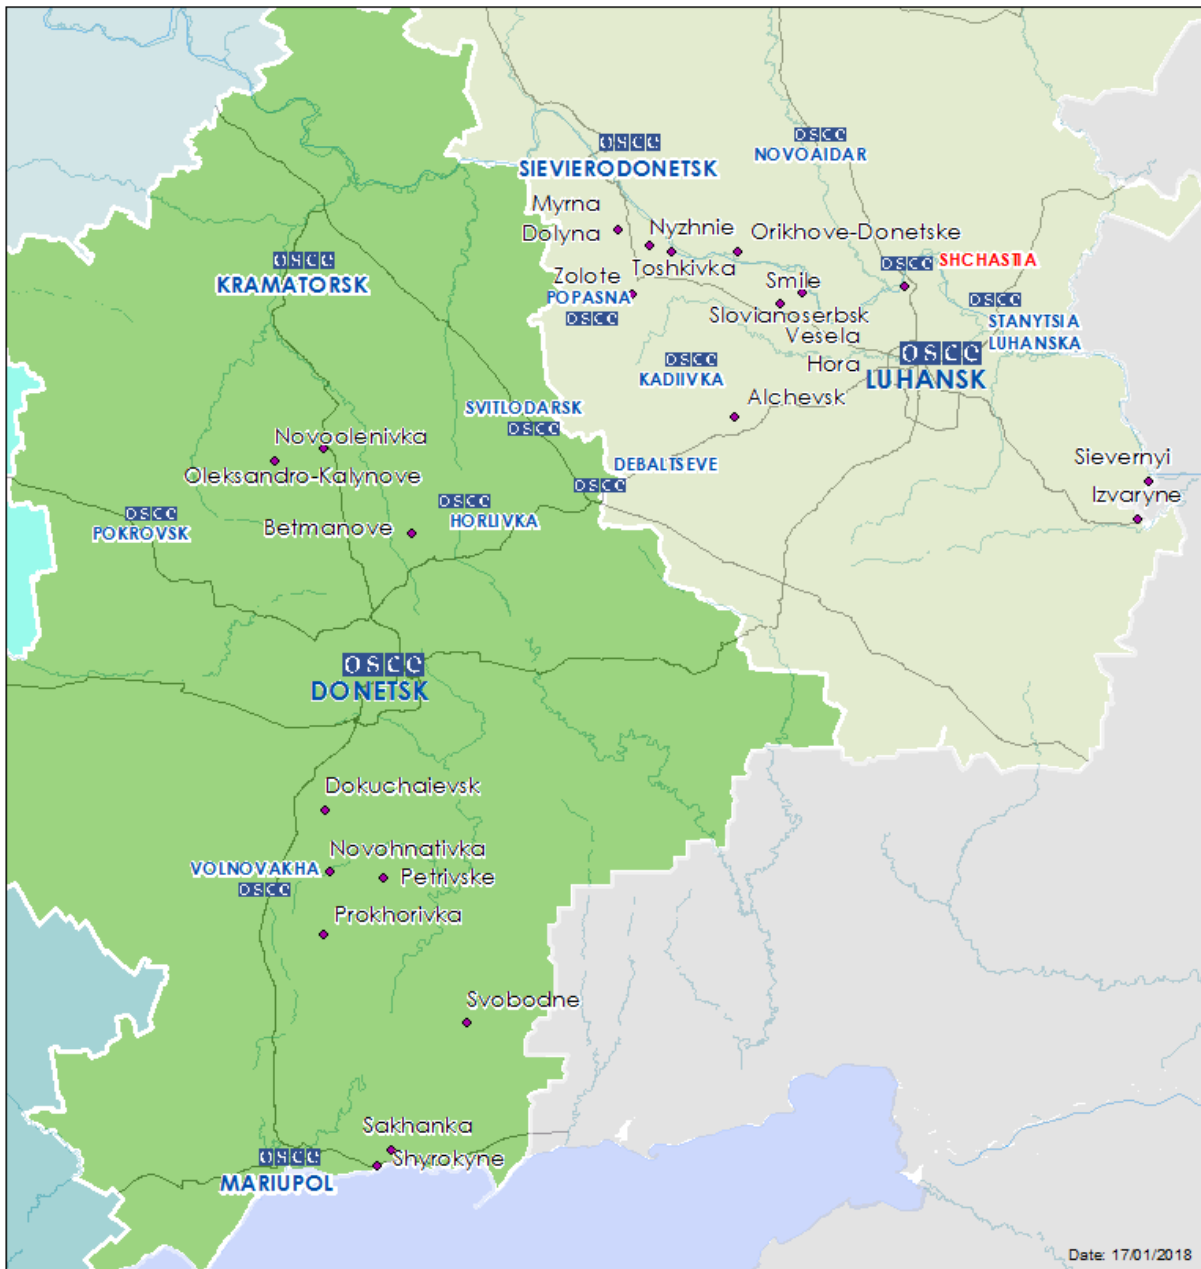 OSCE
NOVOAIDAR
OSCE
SIEVIERODONETSK
Myrna
Dolyna
Nyzhnie
Toshkivka
Orikhove-Donetske
OSCE
SHCHASTIA
OSCE
KRAMATORSK
Zolote
POPASNA
OSCE
Smile
Slovianoserbsk
Vesela
Hora
OSCE
STANYTSIA
LUHANSKA
OSCE
LUHANSK
OSCE
KADIIVKA
Alchevsk
SVITLODARSK
OSCE
Novoolenivka
Oleksandro-Kalynove
DEBALTSEVE
OSCE
Sievernyi
Izvaryne
OSCE
POKROVSK
OSCE
HORLIVKA
Betmanove
OSCE
DONETSK
Dokuchaievsk
Novohnativka
VOLNOVAKHA
OSCE
Petrivske
Prokhorivka
Svobodne
Sakhanka
Shyrokyne
OSCE
MARIUPOL
Date: 17/01/2018